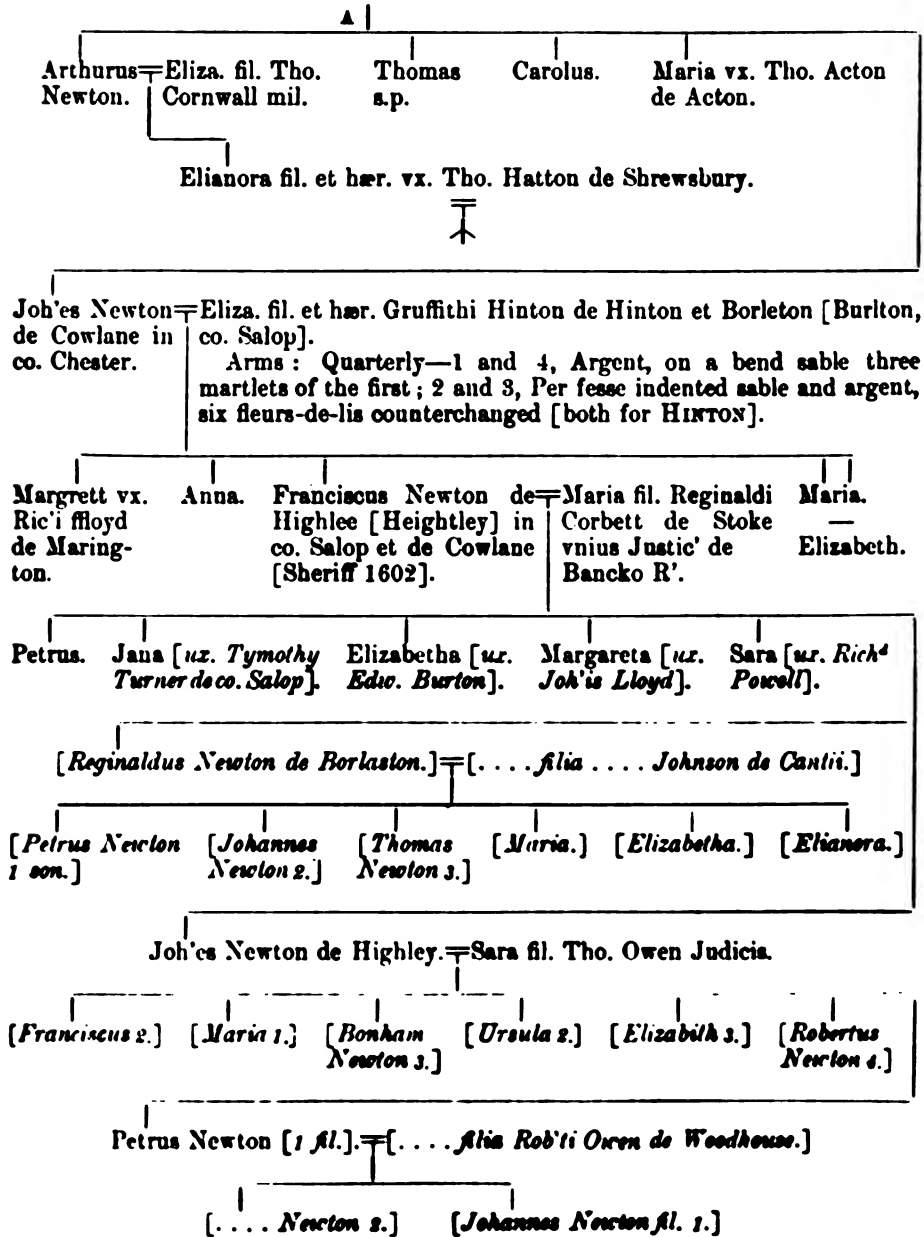 A
Arthurus Eliza. fil. Tho. Thomas Carolus. Maria vx. Tho. Acton
Newton. Cornwall mil. s.p. de Acton.
Elianora fil. et hær. vx. Tho. Hatton de Shrewsbury.
Joh'es Newton Eliza. fil. et hær. Gruffithi Hinton de Hinton et Borleton [Burlton,
de Cowlane in co. Salop].
co. Chester. Arms : Quarterly—1 and 4, Argent, on a bend sable three
martlets of the first ; 2 and 3, Per fesse indented sable and argent,
six fleurs-de-lis counterchanged [both for HINTON].
Margrett vx. Anna. Franciscus Newton de Maria fil. Reginaldi Maria.
Ric'i ffloyd Highlee [Heightley] in Corbett de Stoke —
de Maring- co. Salop et de Cowlane vnius Justic' de Elizabeth.
ton. [Sheriff 1602]. Bancko R'.
Petrus. Jana [ux. Tymothy Elizabetha [ux. Margareta [ux. Sara [ux. Richd
Turner de co. Salop]. Edw. Burton]. Joh'is Lloyd]. Powell].
[Reginaldus Newton de Borlaston.] [. . . . filia . . . . Johnson de Cantii.]
[Petrus Newton [Johannes [Thomas [Maria.] [Elizabetha.] [Elianora.]
1 son.] Newton 2.] Newton 3.]
Joh'es Newton de Highley. Sara fil. Tho. Owen Judicis.
[Franciscus 2.] [Maria 1.] [Bonham [Ursula 2.] [Elizabith 3.] [Robertus
Newton 3.] Newton 4.]
Petrus Newton [1 fil.]. [. . . . filia Rob'ti Owen de Woodhouse.]
[. . . . Newton 2.] [Johannes Newton fil. 1.]